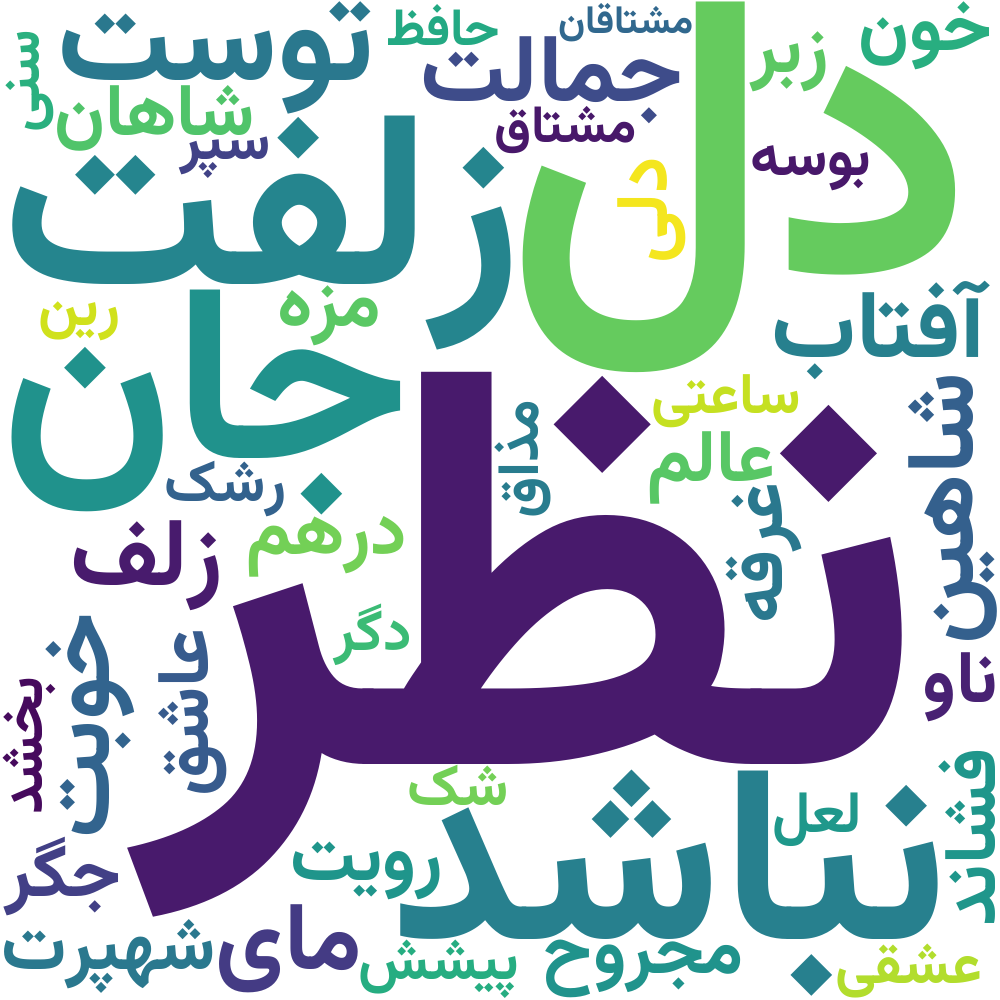 توست
حافظ
مشتاقان
خون
جمالت
زبر
سنی
شاهان
سپر
مشتاق
بوسه
دل
دلی
زلفت
آفتاب
مزه
رین
جان
ساعتی
شاهین
مذاق
عالم
رشک
غرقه
درهم
زلف
نظر
دگر
عاشق
خوبت
ناو
بخشد
فشاند
شک
لعل
نباشد
جگر
رویت
مای
شهپرت
پیشش
مجروح
عشقی